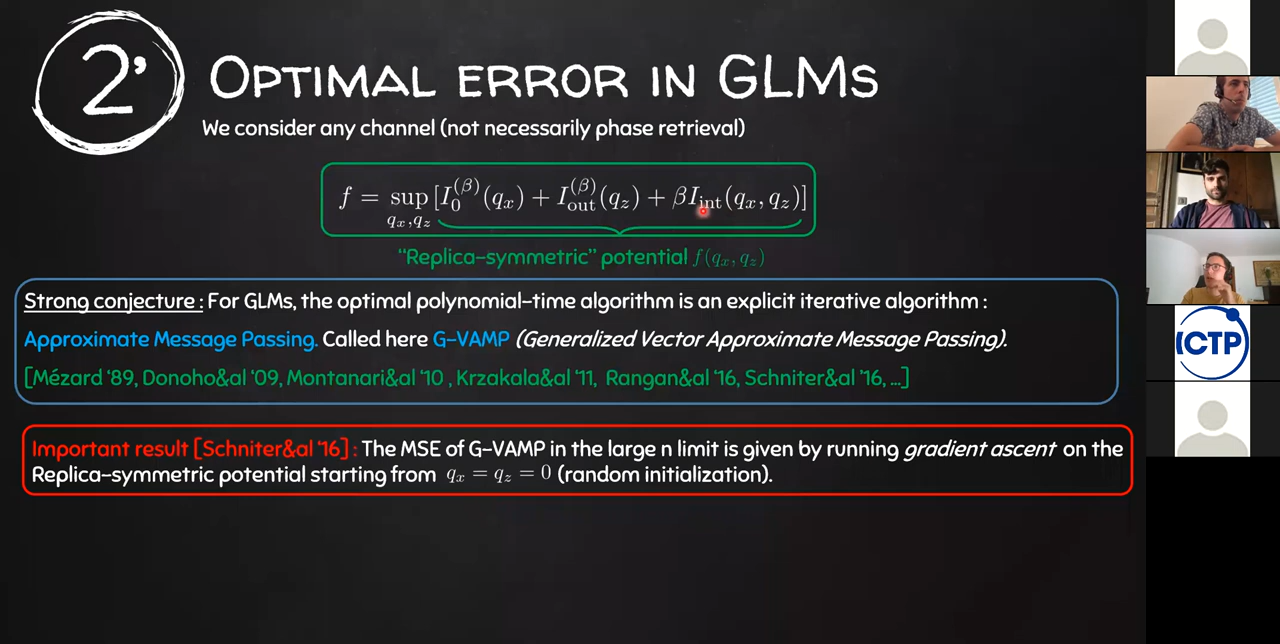 2'
OPTIMAL ERROR IN GLMs
We consider any channel (not necessarily phase retrieval)
f = sup_{q_x, q_z} [I_0^{(β)}(q_x) + I_out^{(β)}(q_z) + βI_int(q_x, q_z)]
“Replica-symmetric” potential f(q_x, q_z)
Strong conjecture : For GLMs, the optimal polynomial-time algorithm is an explicit iterative algorithm :
Approximate Message Passing. Called here G-VAMP (Generalized Vector Approximate Message Passing).
[Mézard ‘89, Donoho&al ‘09, Montanari&al ‘10 , Krzakala&al ‘11, Rangan&al ‘16, Schniter&al ‘16, ...]
Important result [Schniter&al ‘16] : The MSE of G-VAMP in the large n limit is given by running gradient ascent on the
Replica-symmetric potential starting from q_x = q_z = 0 (random initialization).
ICTP